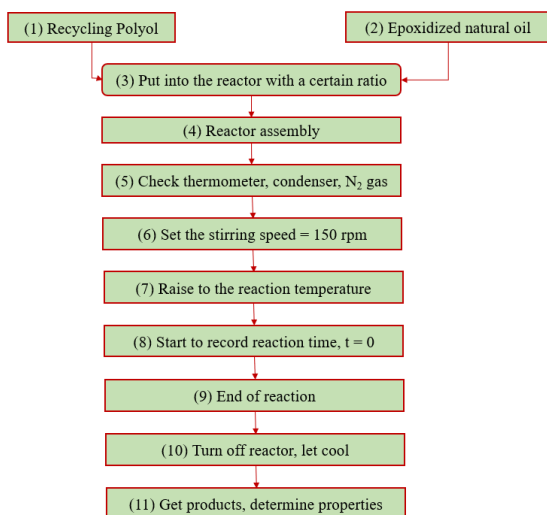 (1) Recycling Polyol
(2) Epoxidized natural oil
(3) Put into the reactor with a certain ratio
(4) Reactor assembly
(5) Check thermometer, condenser, N₂ gas
(6) Set the stirring speed = 150 rpm
(7) Raise to the reaction temperature
(8) Start to record reaction time, t = 0
(9) End of reaction
(10) Turn off reactor, let cool
(11) Get products, determine properties